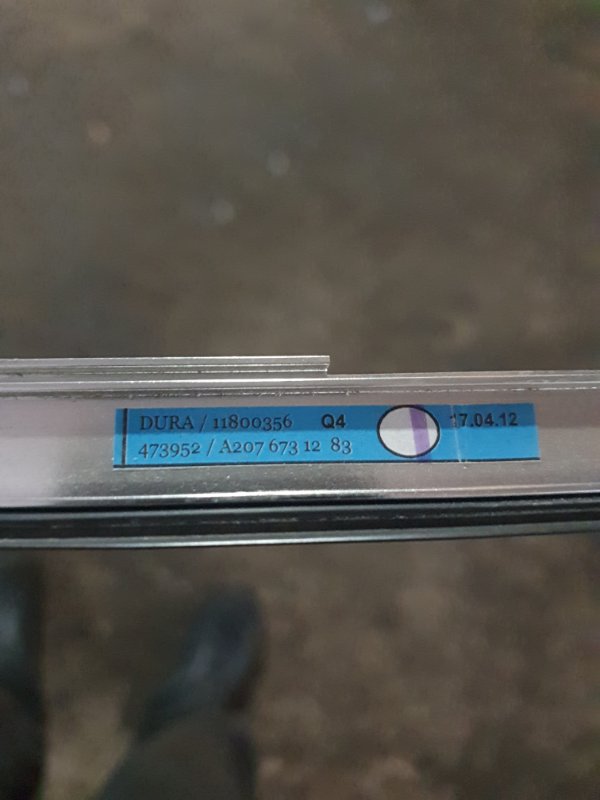 DURA / 11800356 Q4 17.04.12
473952 / A207 673 12 83